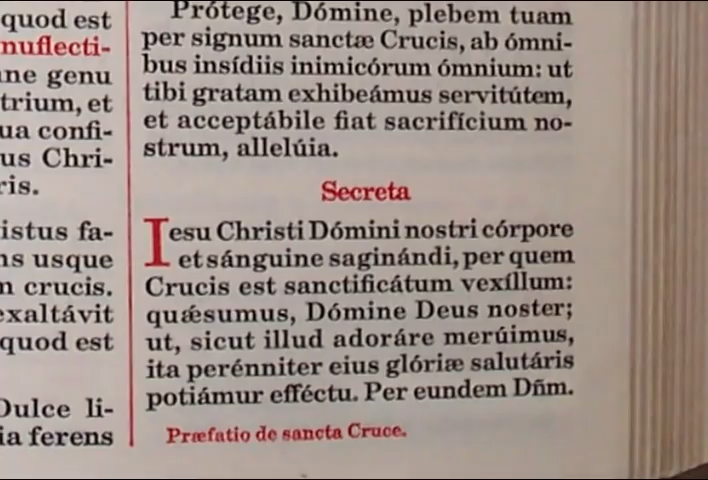 quod est
nuflecti-
ne genu
trium, et
ua confi-
us Chri-
ris.
istus fa-
ns usque
n crucis.
exaltávit
quod est
Dulce li-
ia ferens
Prótege, Dómine, plebem tuam
per signum sanctæ Crucis, ab ómni-
bus insídiis inimicórum ómnium: ut
tibi gratam exhibeámus servitútem,
et acceptábile fiat sacrifícium no-
strum, allelúia.
Secreta
Iesu Christi Dómini nostri córpore
et sánguine saginándi, per quem
Crucis est sanctificátum vexíllum:
quǽsumus, Dómine Deus noster;
ut, sicut illud adoráre merúimus,
ita perénniter eius glóriæ salutáris
potiámur efféctu. Per eundem Dñm.
Præfatio de sancta Cruce.